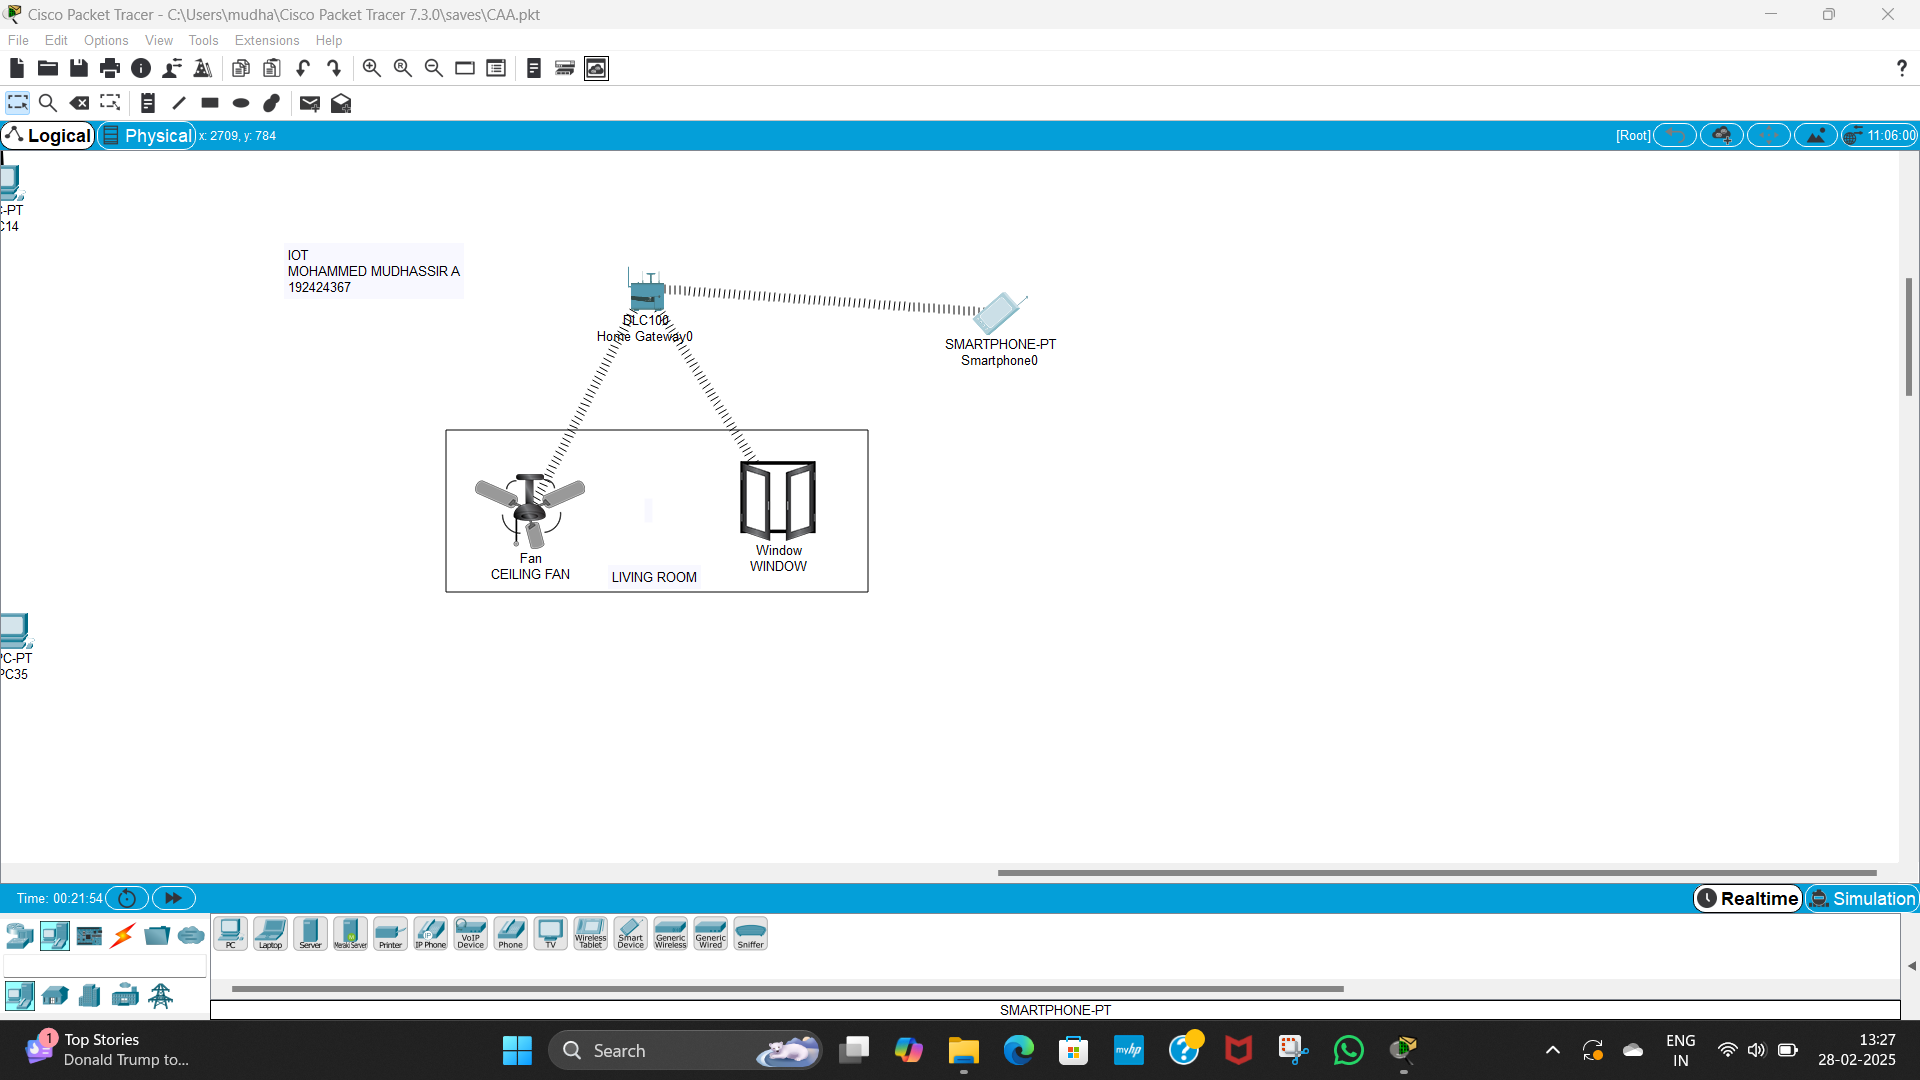 Cisco Packet Tracer - C:\Users\mudha\Cisco Packet Tracer 7.3.0\saves\CAA.pkt
File Edit Options View Tools Extensions Help
?
Logical Physical x: 2709, y: 784 [Root] 11:06:00
C-PT
C14
IOT
MOHAMMED MUDHASSIR A
192424367
DLC100
Home Gateway0
SMARTPHONE-PT
Smartphone0
Fan
CEILING FAN
LIVING ROOM
Window
WINDOW
PC-PT
PC35
Time: 00:21:54 Realtime Simulation
PC Laptop Server Meraki Server Printer IP Phone VoIP Device Phone TV Wireless Tablet Smart Device Generic Wireless Generic Wired Sniffer
SMARTPHONE-PT
1 Top Stories
Donald Trump to...
Search
myhp
ENG
IN
13:27
28-02-2025